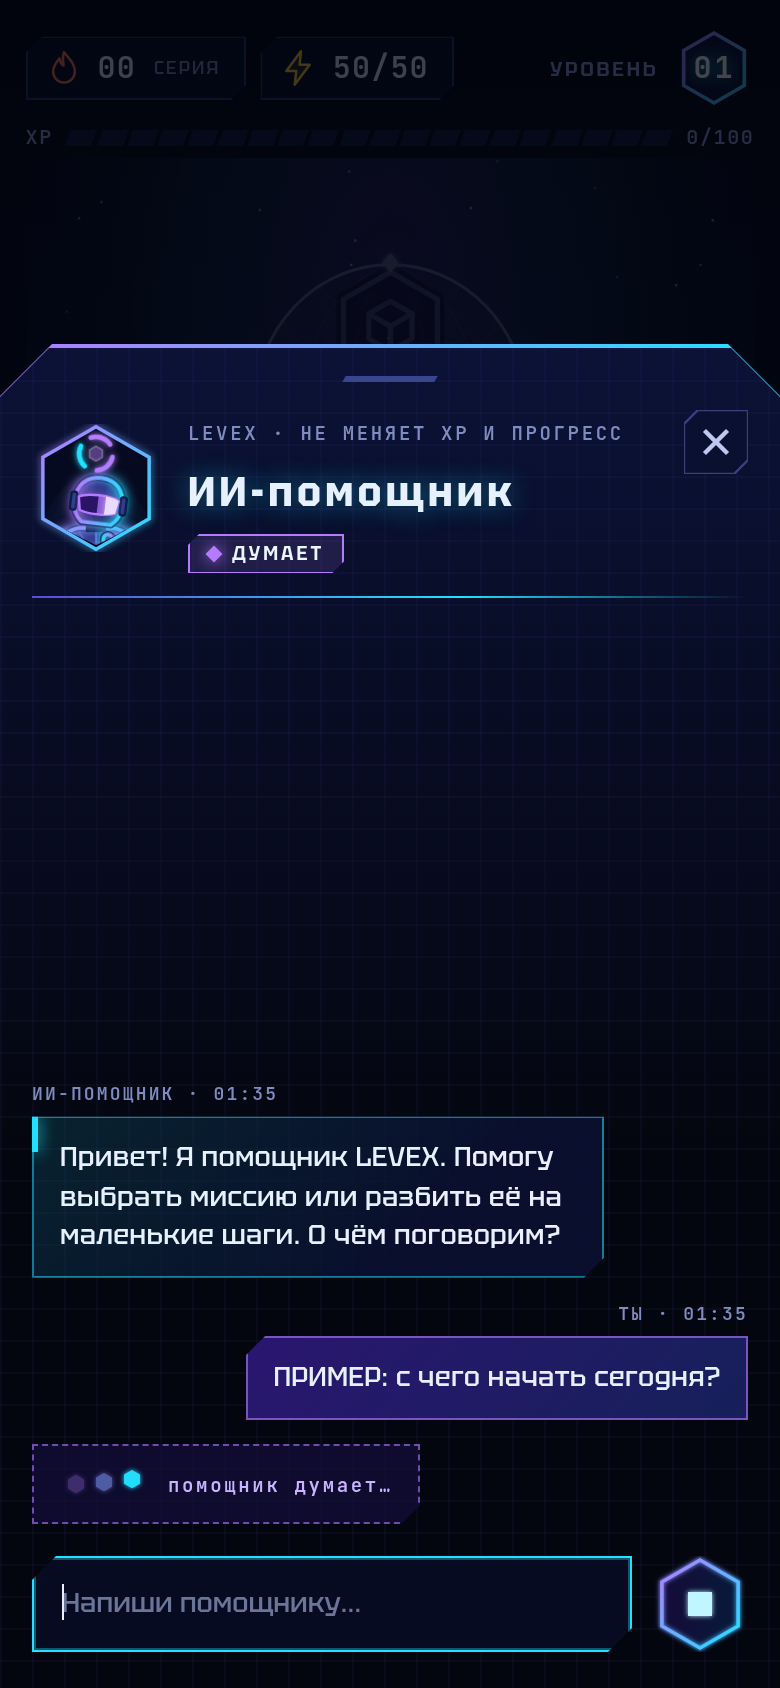 00 СЕРИЯ
50/50
УРОВЕНЬ 01
XP 0/100
LEVEX · НЕ МЕНЯЕТ XP И ПРОГРЕСС
ИИ-помощник
ДУМАЕТ
ИИ-ПОМОЩНИК · 01:35
Привет! Я помощник LEVEX. Помогу
выбрать миссию или разбить её на
маленькие шаги. О чём поговорим?
ТЫ · 01:35
ПРИМЕР: с чего начать сегодня?
помощник думает…
Напиши помощнику...